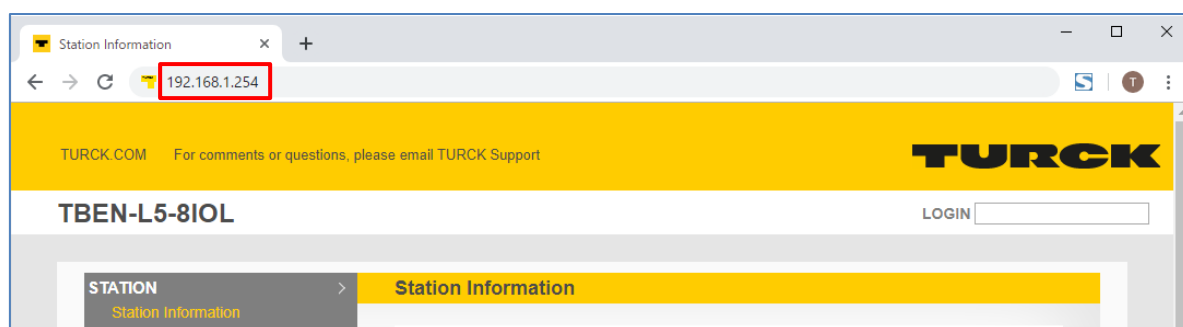 Station Information
192.168.1.254
T
TURCK.COM For comments or questions, please email TURCK Support
TURCK
TBEN-L5-8IOL
LOGIN
STATION
Station Information
Station Information